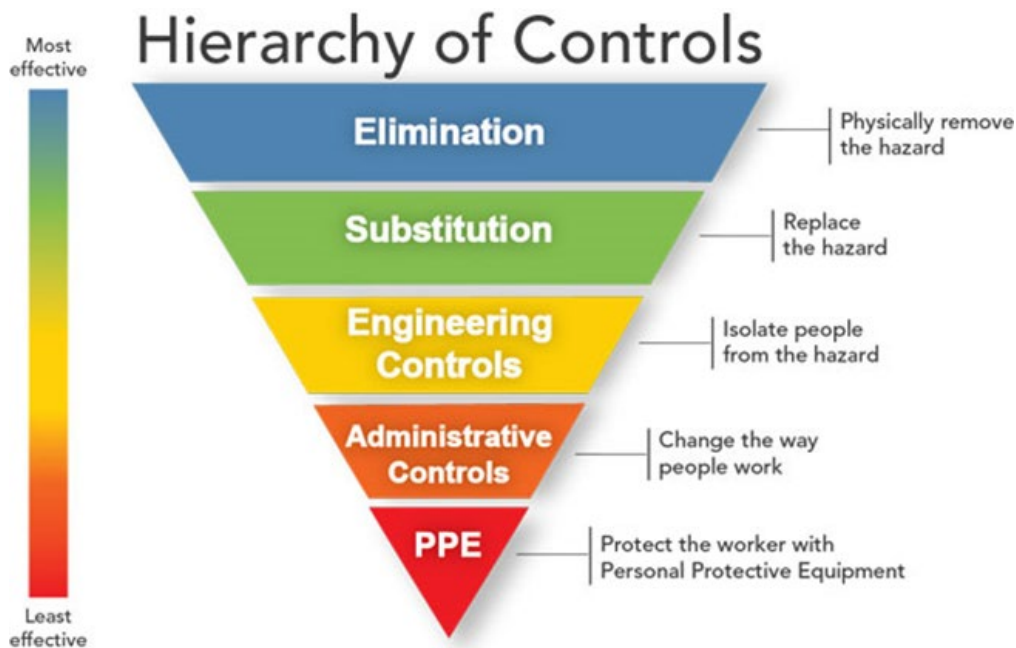 Hierarchy of Controls
Most
effective
Elimination
Physically remove
the hazard
Substitution
Replace
the hazard
Engineering
Controls
Isolate people
from the hazard
Administrative
Controls
Change the way
people work
PPE
Protect the worker with
Personal Protective Equipment
Least
effective